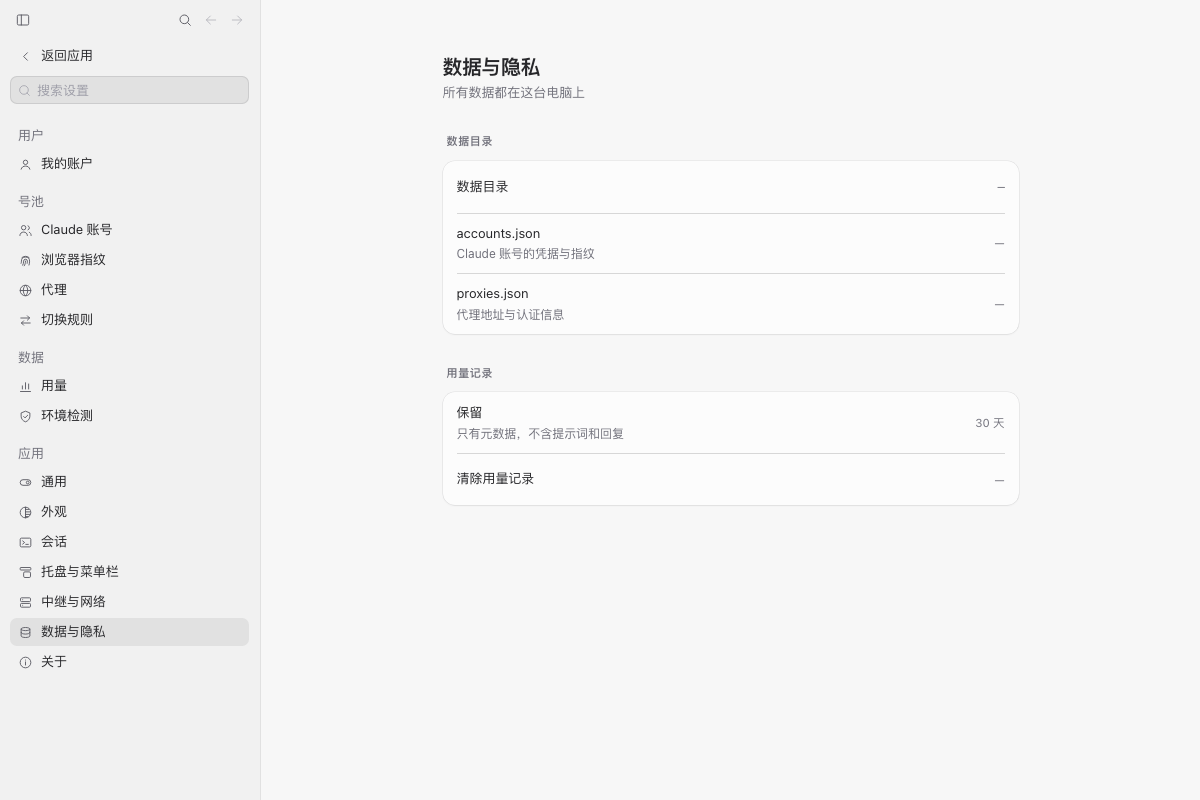 返回应用
搜索设置
用户
我的账户
号池
Claude 账号
浏览器指纹
代理
切换规则
数据
用量
环境检测
应用
通用
外观
会话
托盘与菜单栏
中继与网络
数据与隐私
关于
数据与隐私
所有数据都在这台电脑上
数据目录
数据目录 –
accounts.json
Claude 账号的凭据与指纹 —
proxies.json
代理地址与认证信息 —
用量记录
保留
只有元数据，不含提示词和回复 30 天
清除用量记录 —